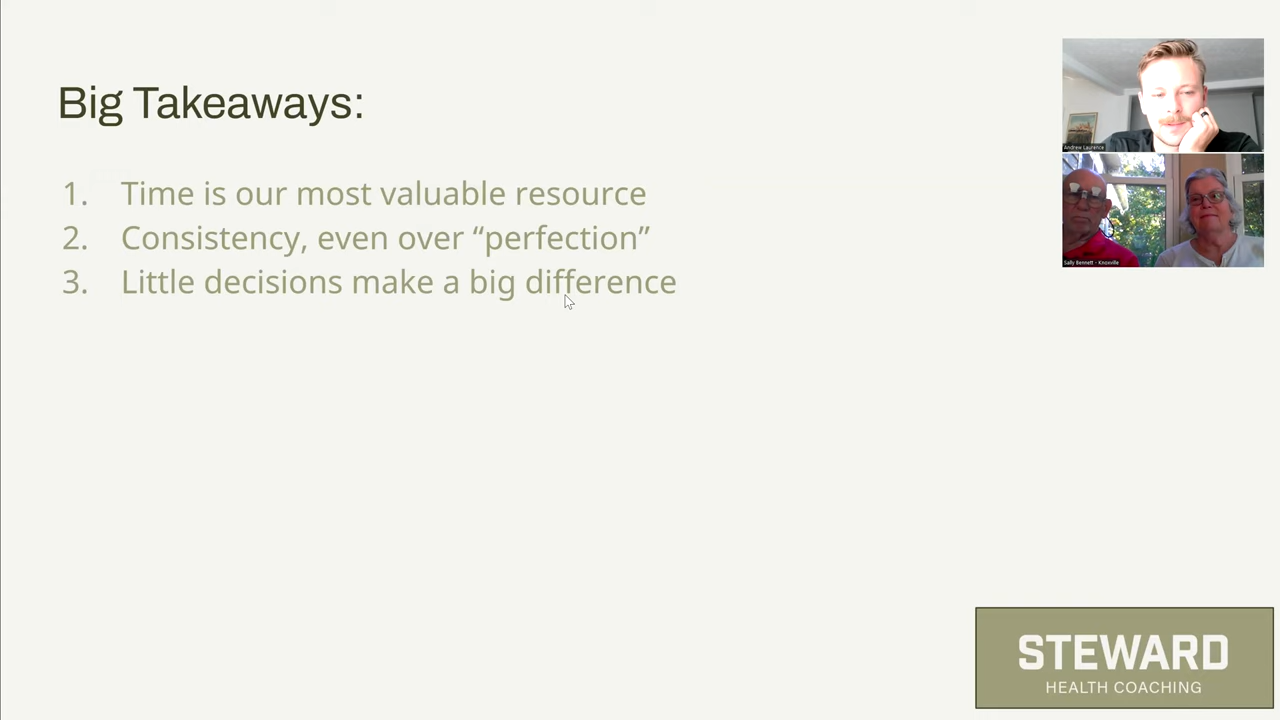 Big Takeaways:
1. Time is our most valuable resource
2. Consistency, even over “perfection”
3. Little decisions make a big difference
Andrew Laurence
Sally Bennett - Knoxville
STEWARD
HEALTH COACHING